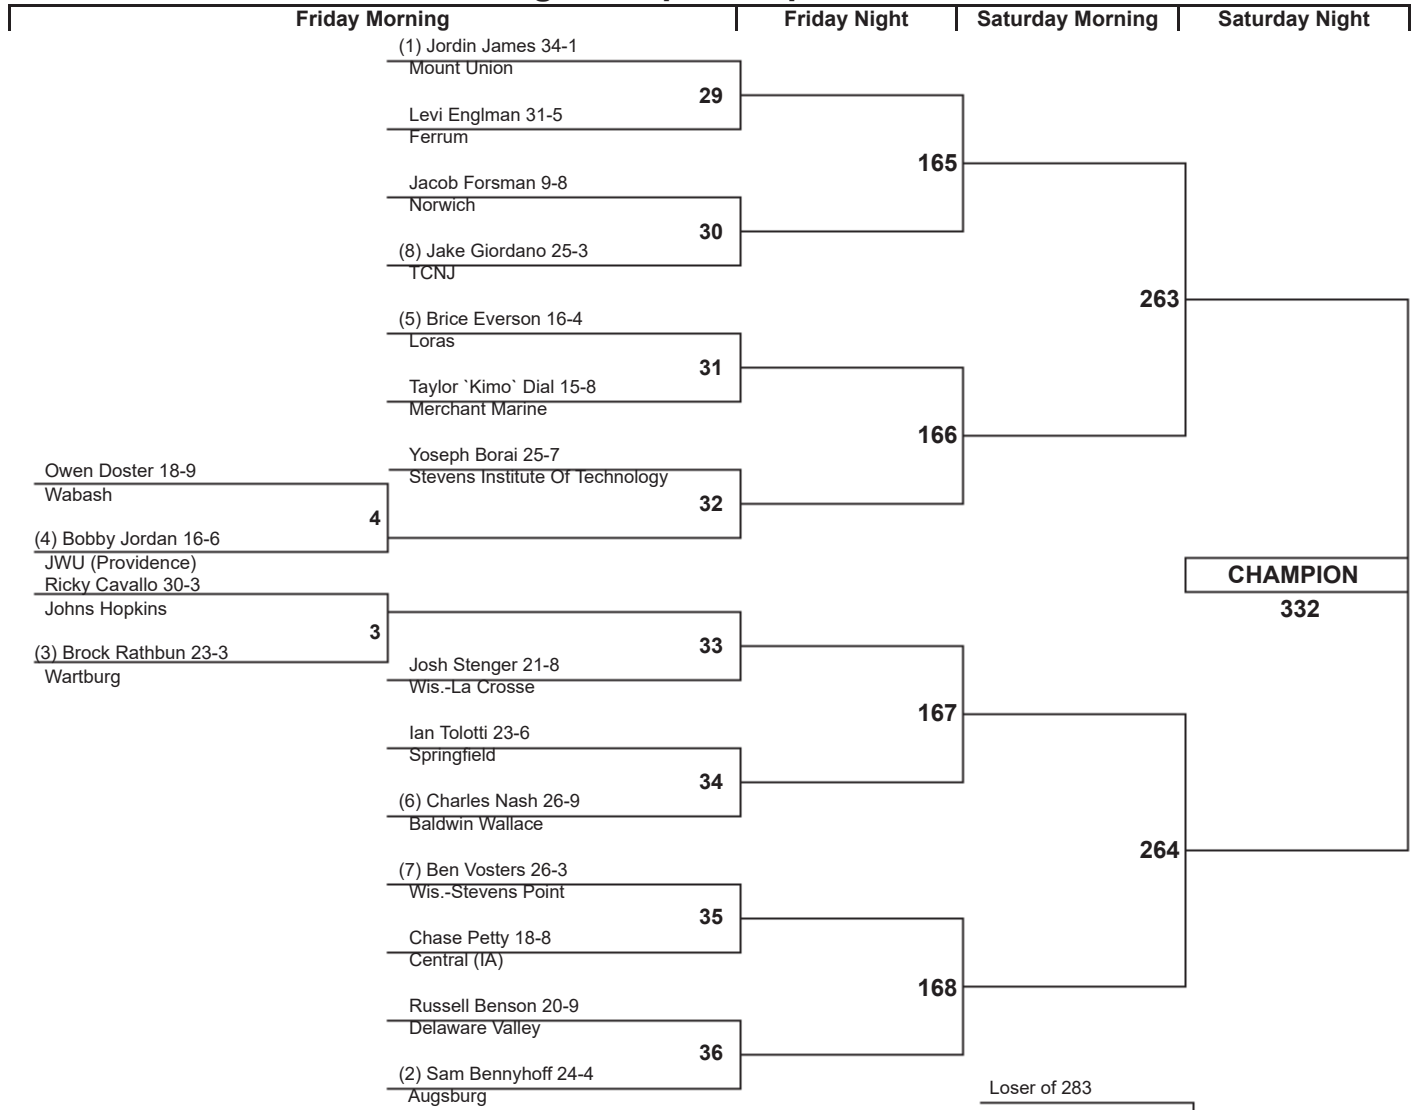 Friday Morning
Friday Night
Saturday Morning
Saturday Night
(1) Jordin James 34-1
Mount Union
29
Levi Englman 31-5
Ferrum
165
Jacob Forsman 9-8
Norwich
30
(8) Jake Giordano 25-3
TCNJ
263
(5) Brice Everson 16-4
Loras
31
Taylor `Kimo` Dial 15-8
Merchant Marine
166
Yoseph Borai 25-7
Stevens Institute Of Technology
32
Owen Doster 18-9
Wabash
4
(4) Bobby Jordan 16-6
JWU (Providence)
CHAMPION
332
Ricky Cavallo 30-3
Johns Hopkins
3
(3) Brock Rathbun 23-3
Wartburg
33
Josh Stenger 21-8
Wis.-La Crosse
167
Ian Tolotti 23-6
Springfield
34
(6) Charles Nash 26-9
Baldwin Wallace
264
(7) Ben Vosters 26-3
Wis.-Stevens Point
35
Chase Petty 18-8
Central (IA)
168
Russell Benson 20-9
Delaware Valley
36
(2) Sam Bennyhoff 24-4
Augsburg
Loser of 283